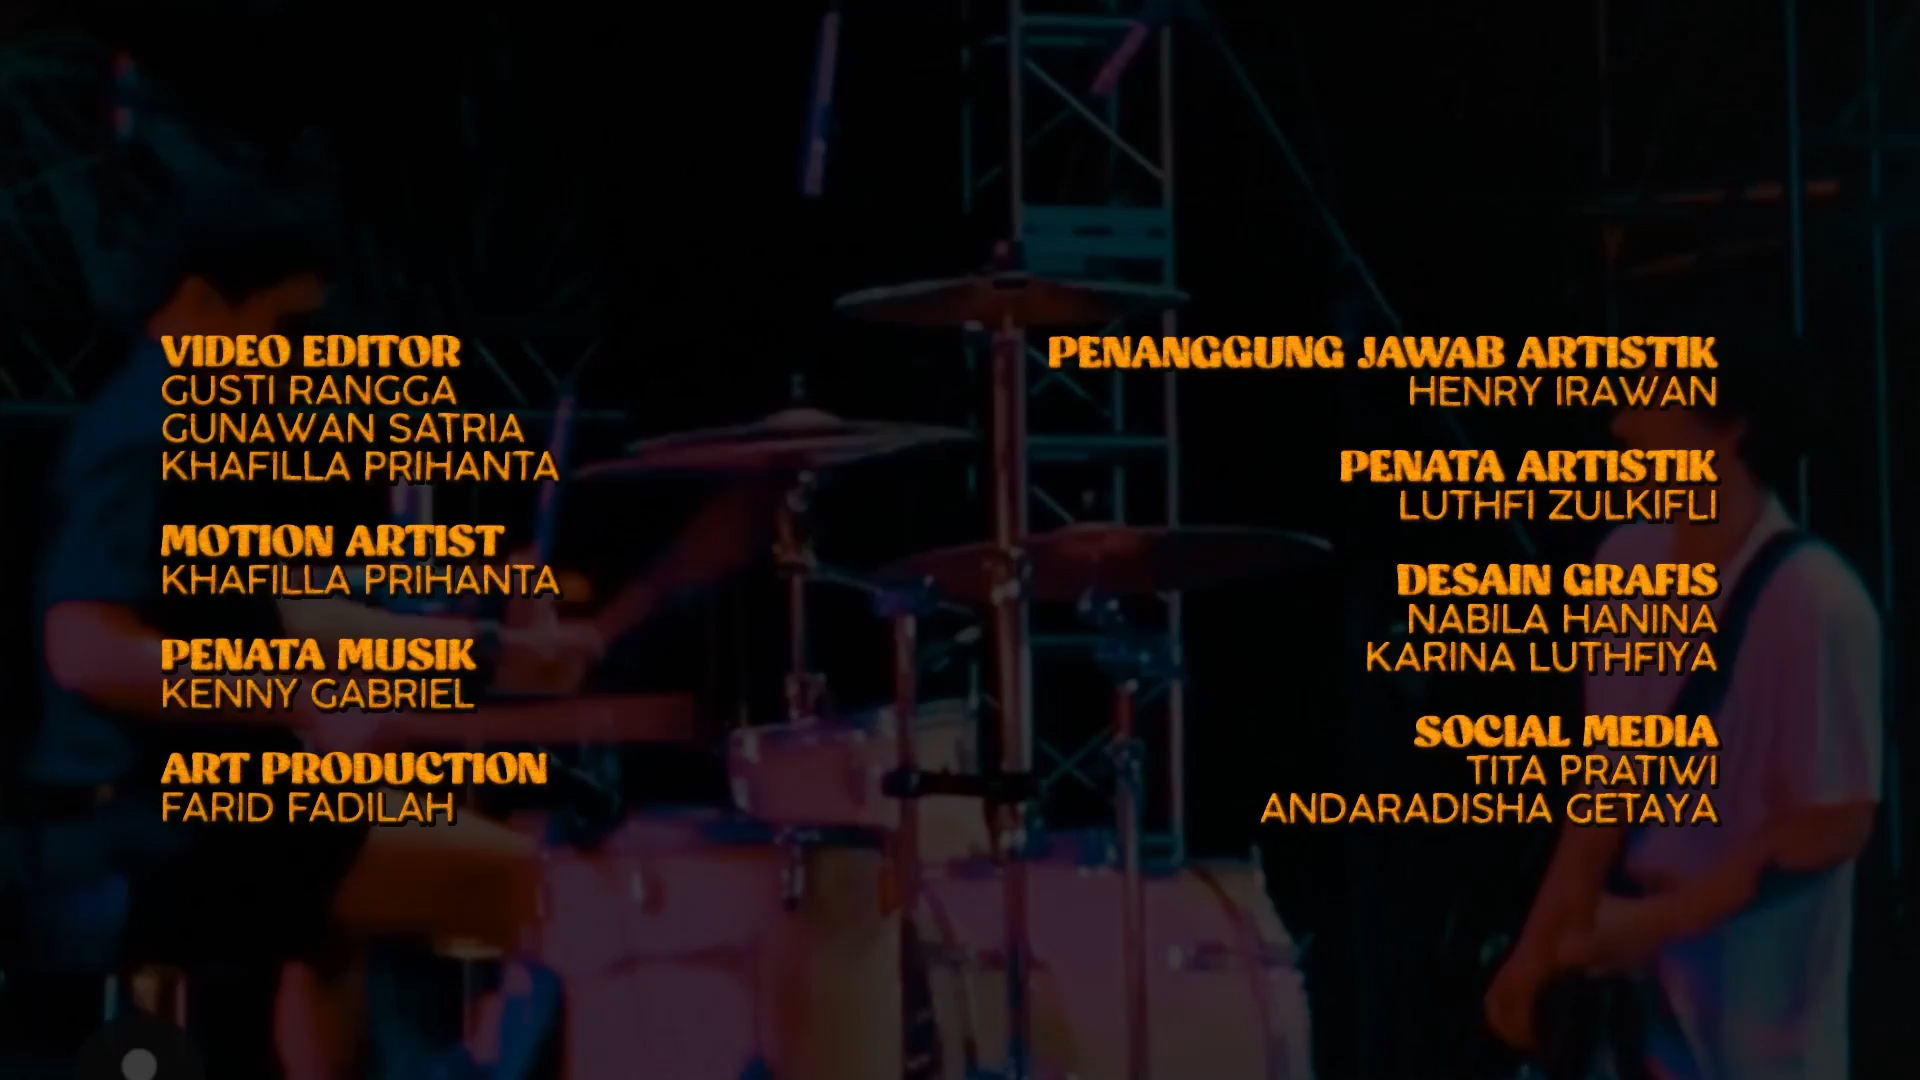 VIDEO EDITOR
GUSTI RANGGA
GUNAWAN SATRIA
KHAFILLA PRIHANTA
MOTION ARTIST
KHAFILLA PRIHANTA
PENATA MUSIK
KENNY GABRIEL
ART PRODUCTION
FARID FADILAH
PENANGGUNG JAWAB ARTISTIK
HENRY IRAWAN
PENATA ARTISTIK
LUTHFI ZULKIFLI
DESAIN GRAFIS
NABILA HANINA
KARINA LUTHFIYA
SOCIAL MEDIA
TITA PRATIWI
ANDARADISHA GETAYA